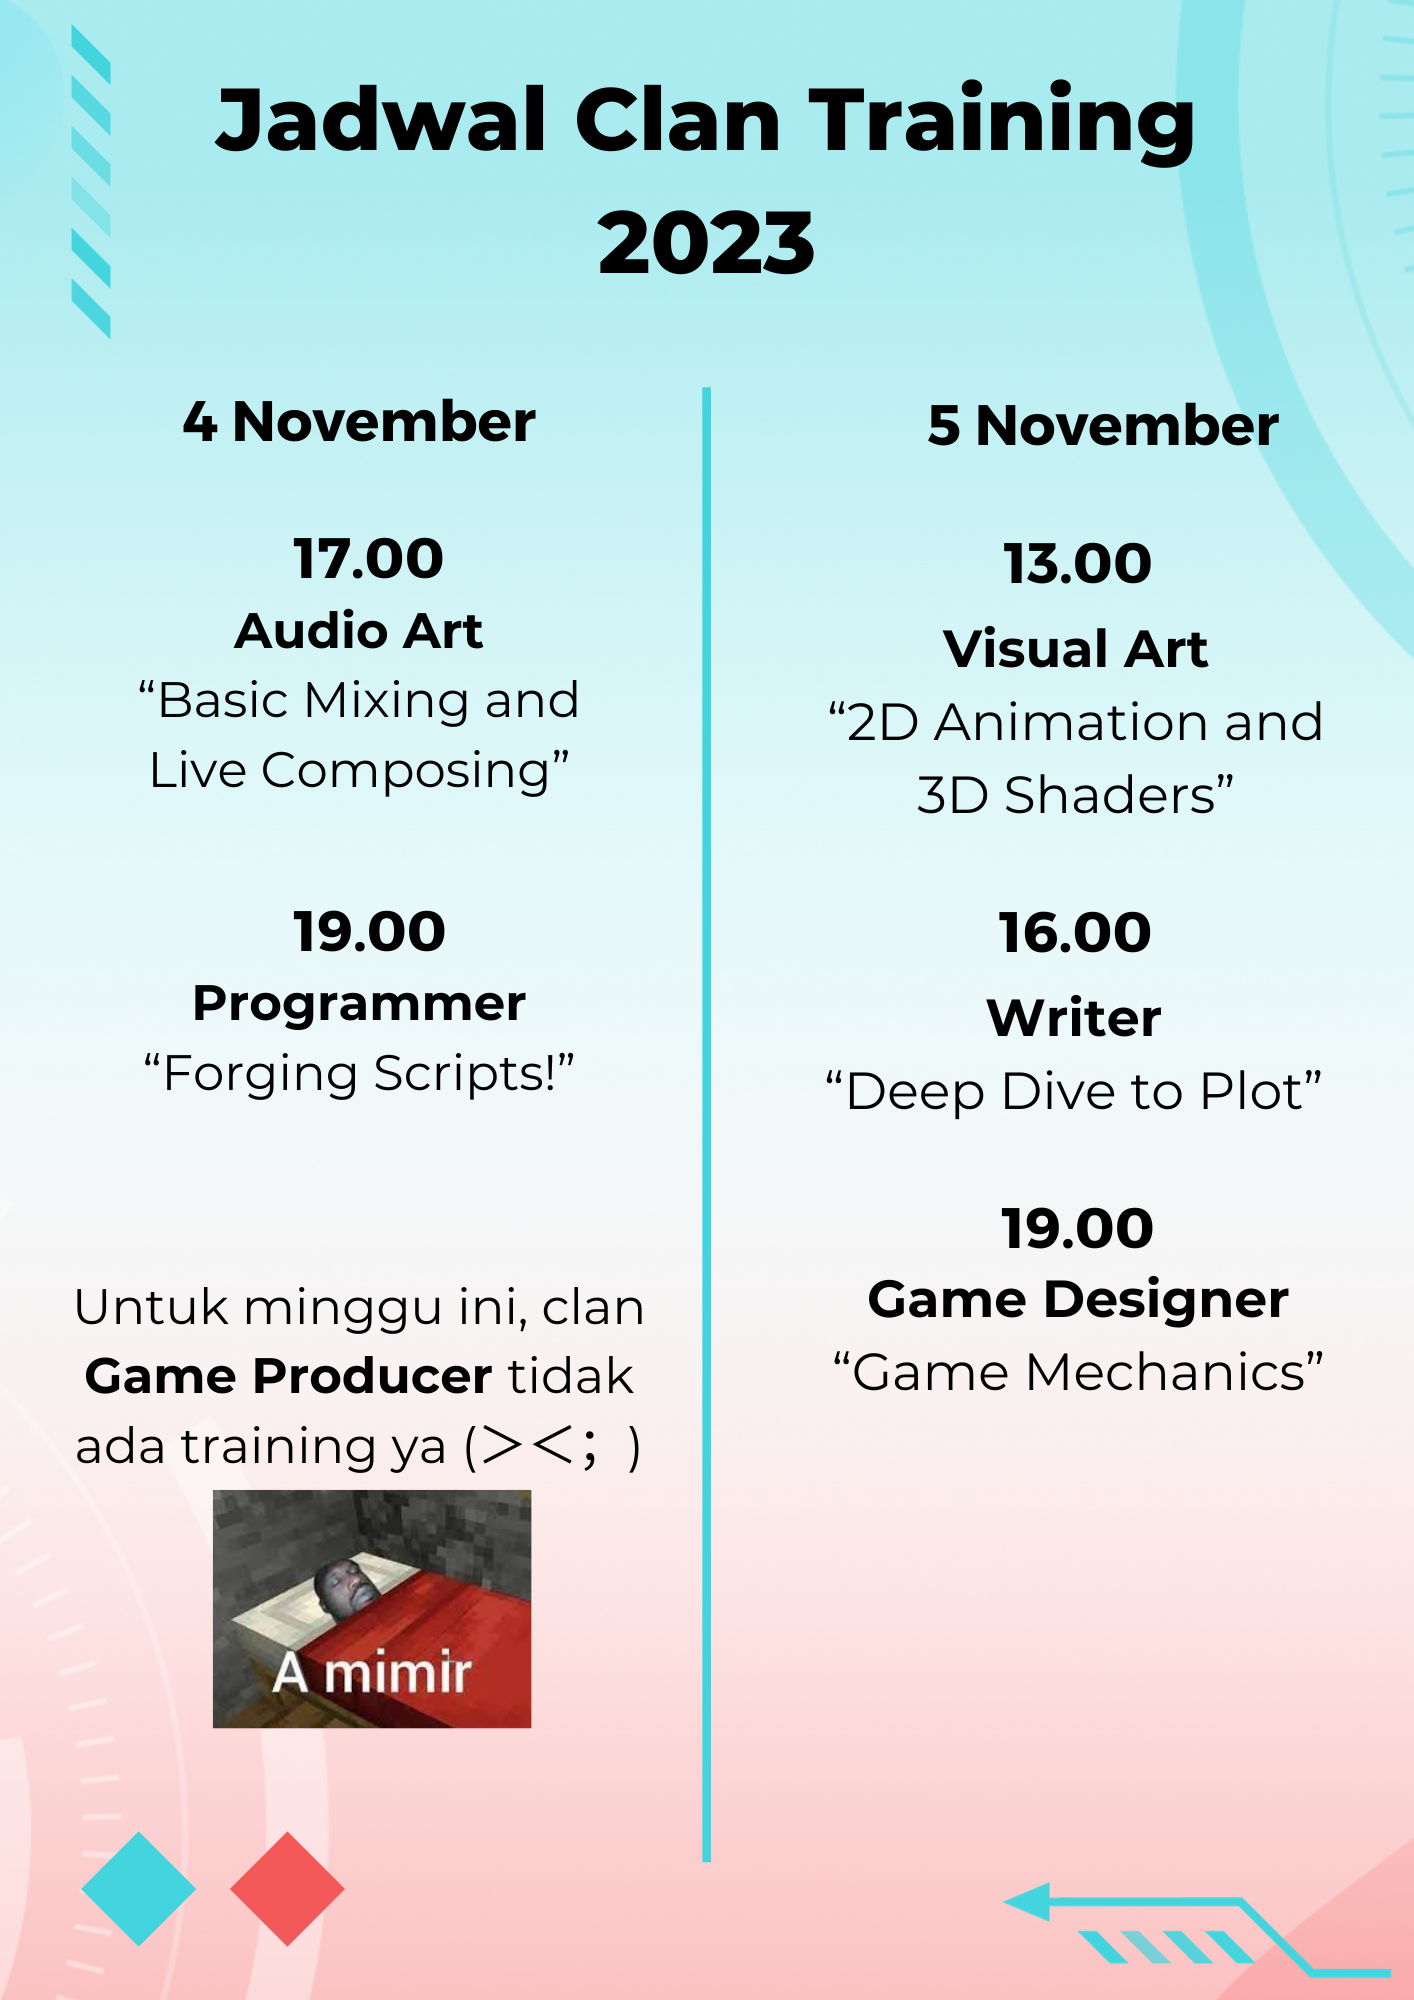 Jadwal Clan Training
2023
4 November
17.00
Audio Art
“Basic Mixing and
Live Composing”
19.00
Programmer
“Forging Scripts!”
Untuk minggu ini, clan
Game Producer tidak
ada training ya (＞＜；)
A mimir
5 November
13.00
Visual Art
“2D Animation and
3D Shaders”
16.00
Writer
“Deep Dive to Plot”
19.00
Game Designer
“Game Mechanics”